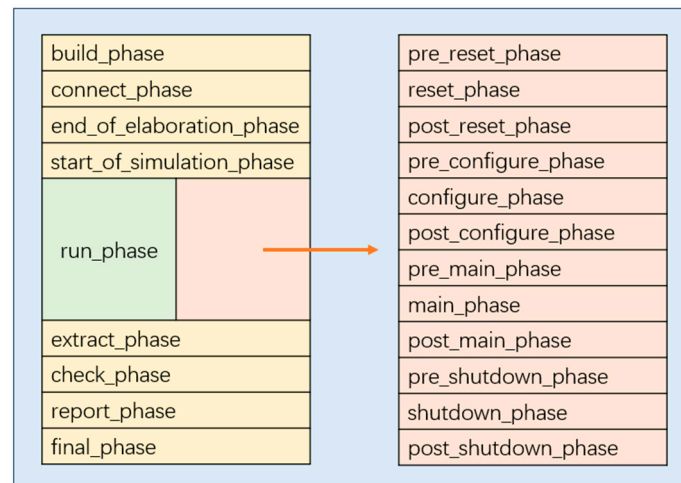 build_phase
connect_phase
end_of_elaboration_phase
start_of_simulation_phase
run_phase
extract_phase
check_phase
report_phase
final_phase
pre_reset_phase
reset_phase
post_reset_phase
pre_configure_phase
configure_phase
post_configure_phase
pre_main_phase
main_phase
post_main_phase
pre_shutdown_phase
shutdown_phase
post_shutdown_phase